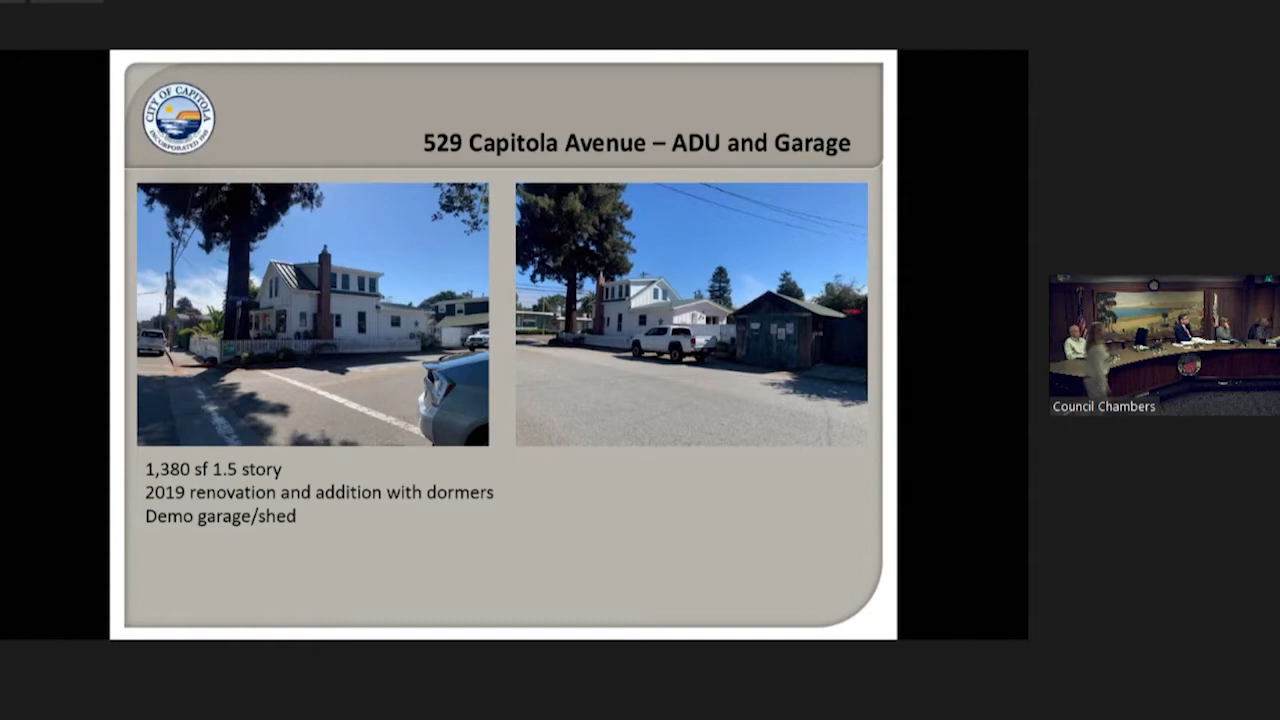 CITY OF CAPITOLA
INCORPORATED 1949
529 Capitola Avenue – ADU and Garage
1,380 sf 1.5 story
2019 renovation and addition with dormers
Demo garage/shed
Council Chambers